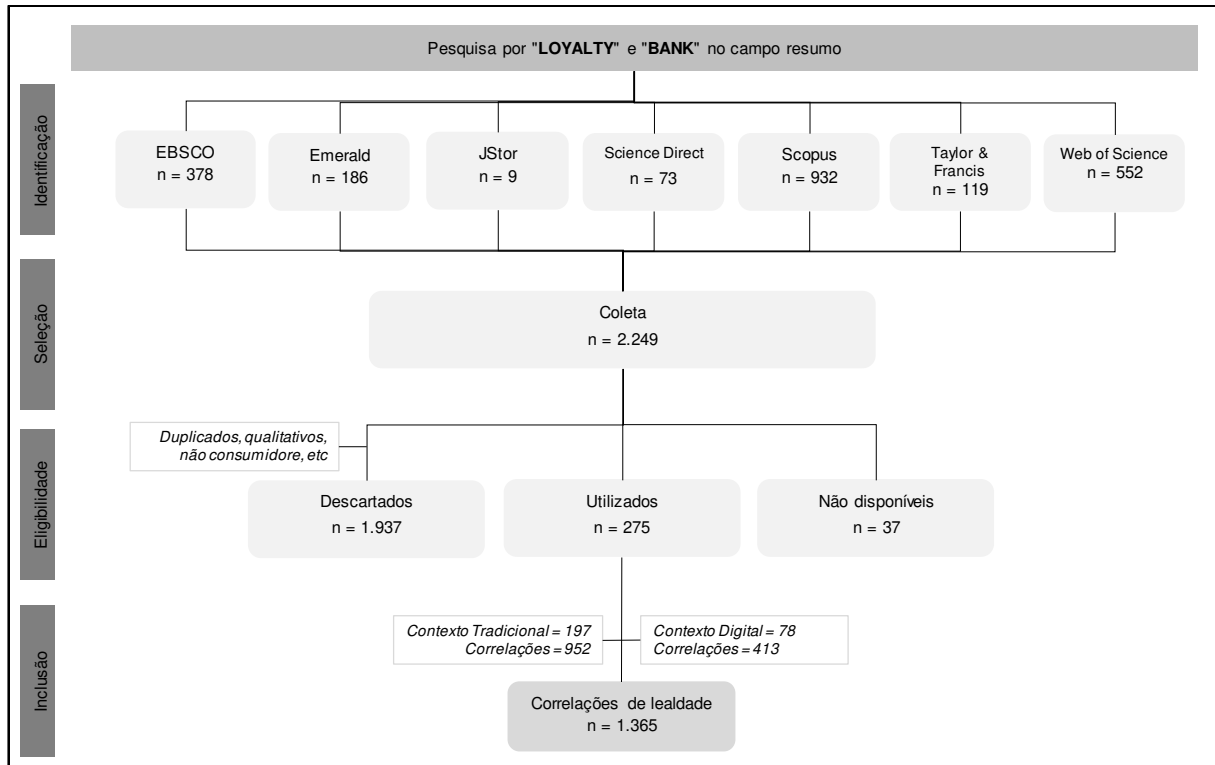 Pesquisa por "LOYALTY" e "BANK" no campo resumo
Identificação
EBSCO
n = 378
Emerald
n = 186
JStor
n = 9
Science Direct
n = 73
Scopus
n = 932
Taylor &
Francis
n = 119
Web of Science
n = 552
Seleção
Coleta
n = 2.249
Eligibilidade
Duplicados, qualitativos,
não consumidore, etc
Descartados
n = 1.937
Utilizados
n = 275
Não disponíveis
n = 37
Inclusão
Contexto Tradicional = 197
Correlações = 952
Contexto Digital = 78
Correlações = 413
Correlações de lealdade
n = 1.365